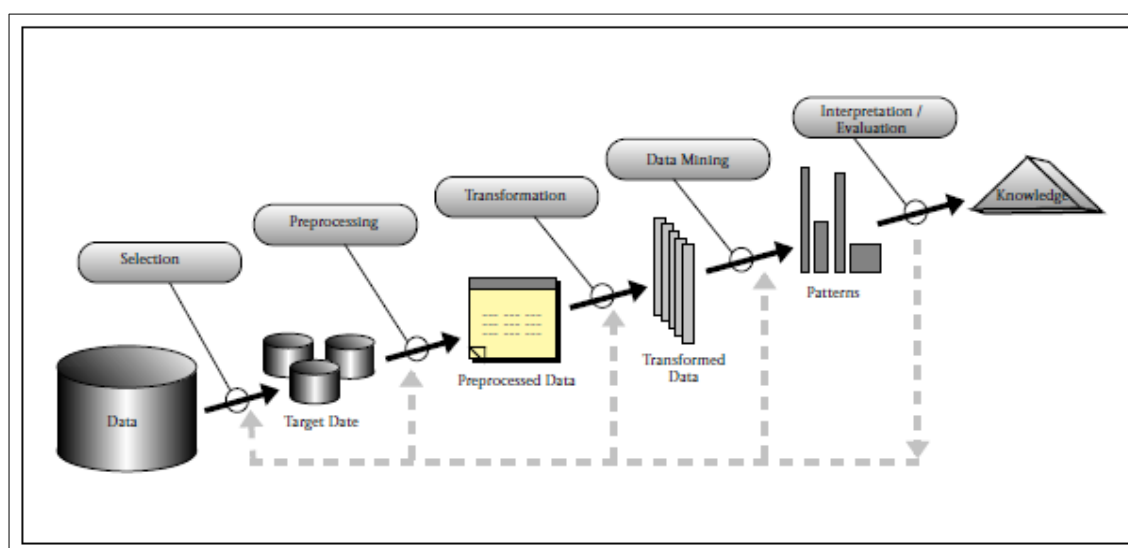 Interpretation /
Evaluation
Data Mining
Transformation
Preprocessing
Selection
Knowledge
Patterns
Transformed
Data
Preprocessed Data
Target Date
Data